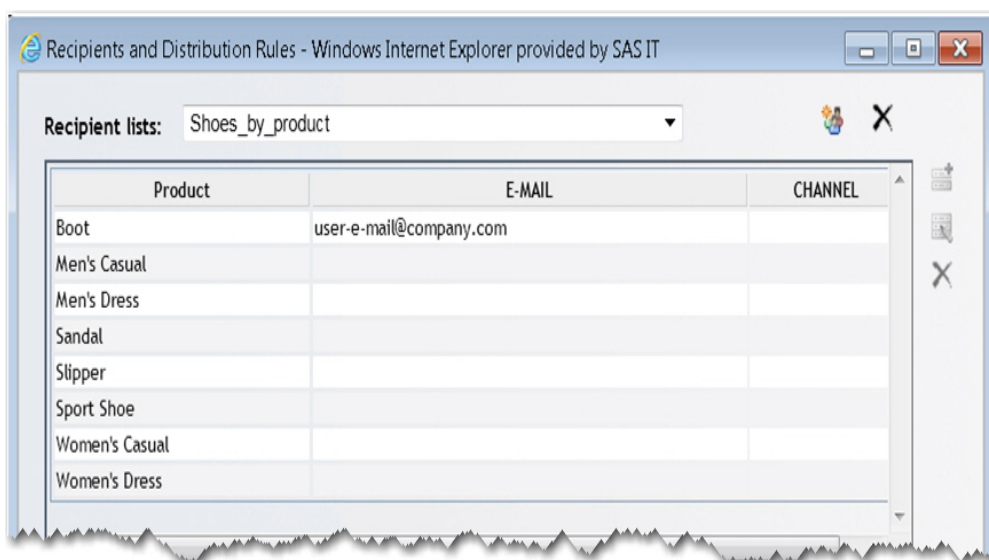 Recipients and Distribution Rules - Windows Internet Explorer provided by SAS IT
Recipient lists: Shoes_by_product
Product E-MAIL CHANNEL
Boot user-e-mail@company.com
Men's Casual
Men's Dress
Sandal
Slipper
Sport Shoe
Women's Casual
Women's Dress